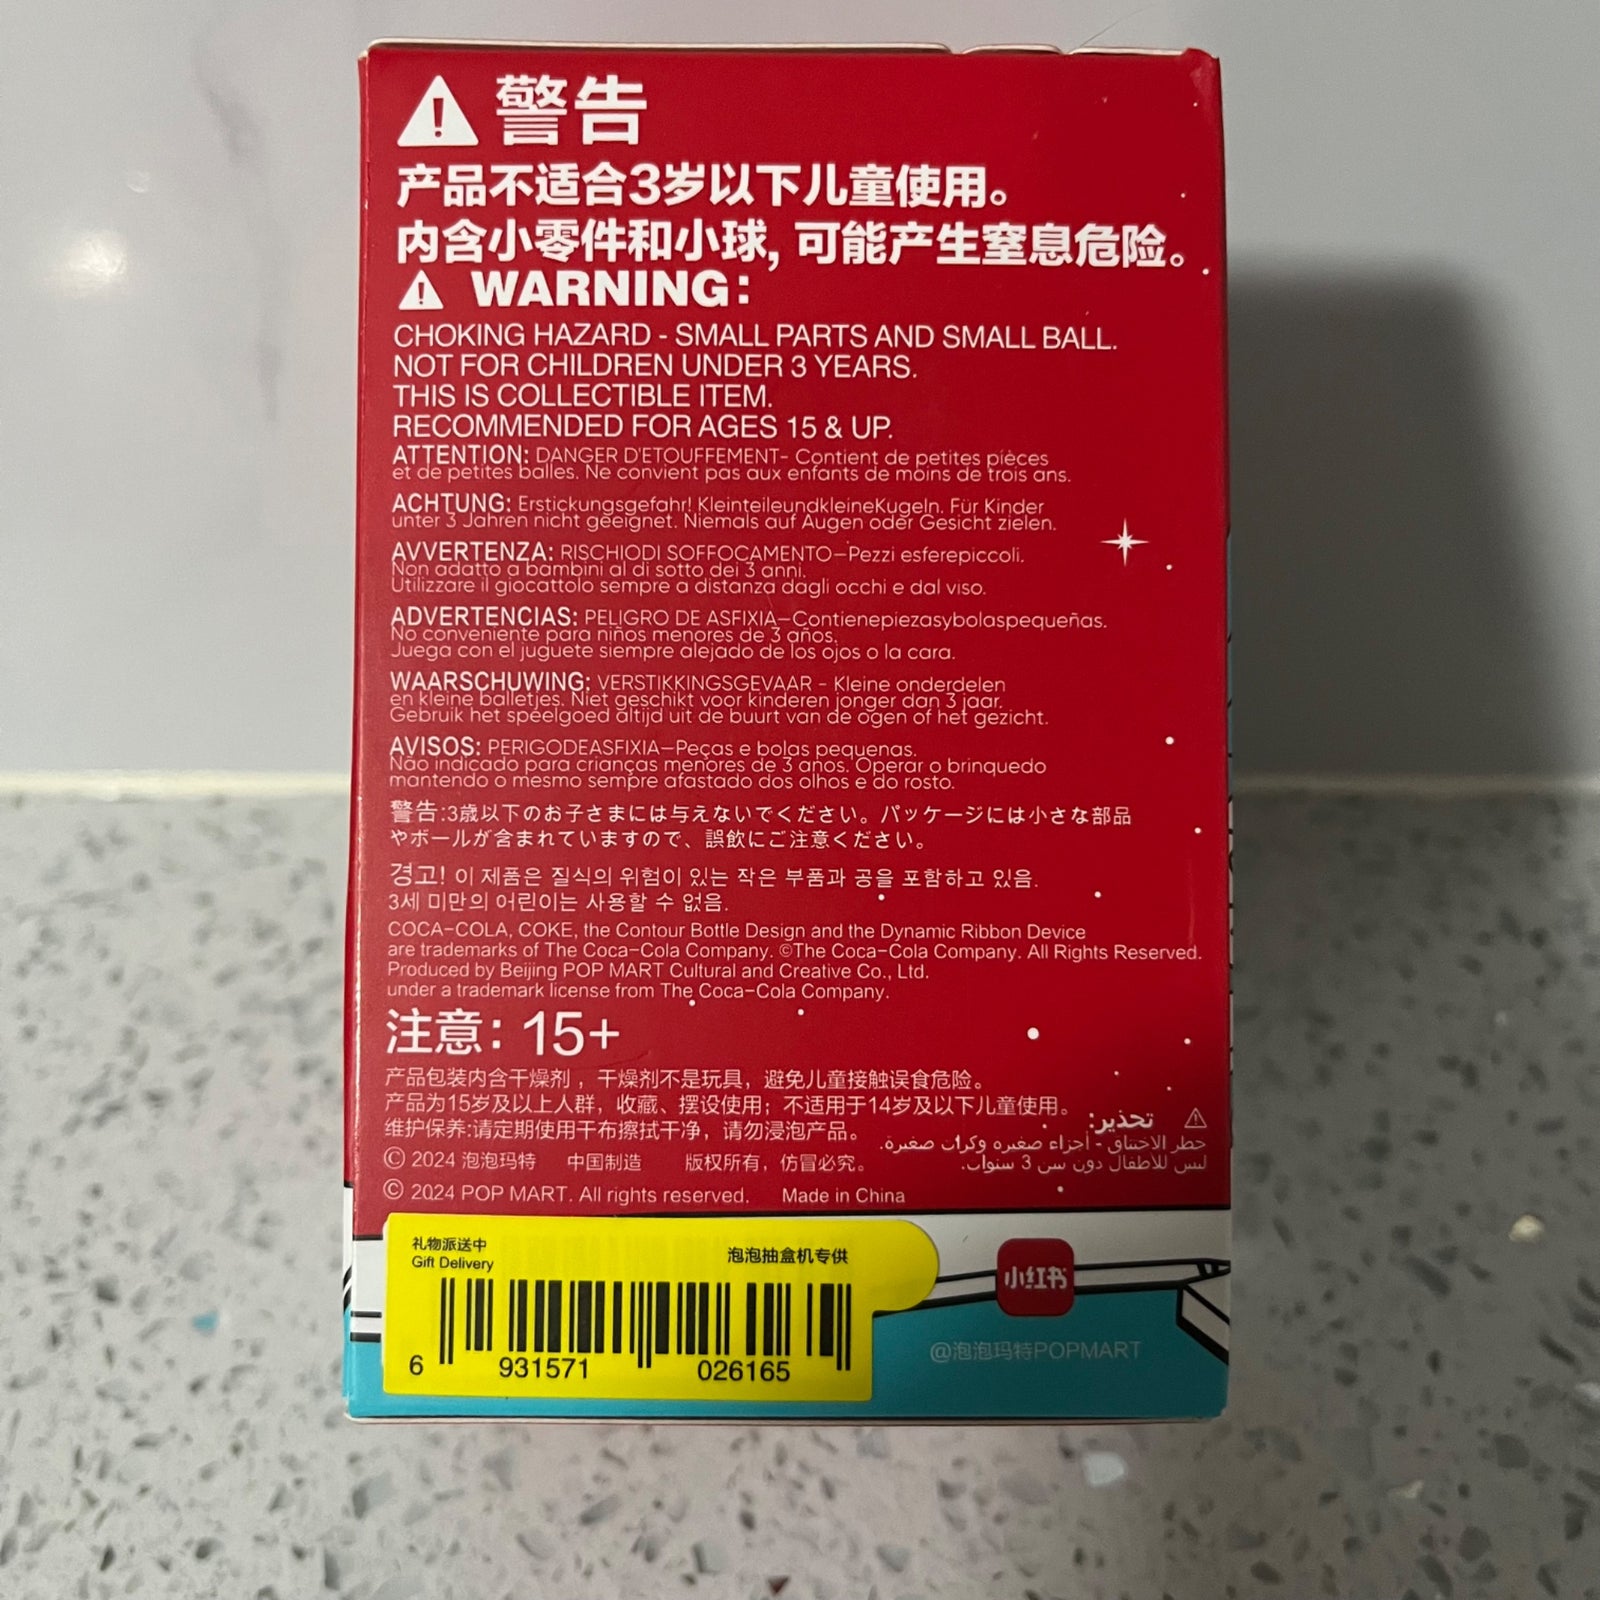 警告
产品不适合3岁以下儿童使用。
内含小零件和小球, 可能产生窒息危险。
WARNING:
CHOKING HAZARD - SMALL PARTS AND SMALL BALL.
NOT FOR CHILDREN UNDER 3 YEARS.
THIS IS COLLECTIBLE ITEM.
RECOMMENDED FOR AGES 15 & UP.
ATTENTION: DANGER D'ETOUFFEMENT- Contient de petites pièces
et de petites balles. Ne convient pas aux enfants de moins de trois ans.
ACHTUNG: Erstickungsgefahr! KleinteileundkleineKugeln. Für Kinder
unter 3 Jahren nicht geeignet. Niemals auf Augen oder Gesicht zielen.
AVVERTENZA: RISCHIODI SOFFOCAMENTO—Pezzi esferepiccoli.
Non adatto a bambini al di sotto dei 3 anni.
Utilizzare il giocattolo sempre a distanza dagli occhi e dal viso.
ADVERTENCIAS: PELIGRO DE ASFIXIA—Contienepiezasybolaspequeñas.
No conveniente para niños menores de 3 años.
Juega con el juguete siempre alejado de los ojos o la cara.
WAARSCHUWING: VERSTIKKINGSGEVAAR - Kleine onderdelen
en kleine balletjes. Niet geschikt voor kinderen jonger dan 3 jaar.
Gebruik het speelgoed altijd uit de buurt van de ogen of het gezicht.
AVISOS: PERIGODEASFIXIA—Peças e bolas pequenas.
Não indicado para crianças menores de 3 anos. Operar o brinquedo
mantendo o mesmo sempre afastado dos olhos e do rosto.
警告:3歳以下のお子さまには与えないでください。パッケージには小さな部品
やボールが含まれていますので、誤飲にご注意ください。
경고! 이 제품은 질식의 위험이 있는 작은 부품과 공을 포함하고 있음.
3세 미만의 어린이는 사용할 수 없음.
COCA-COLA, COKE, the Contour Bottle Design and the Dynamic Ribbon Device
are trademarks of The Coca-Cola Company. ©The Coca-Cola Company. All Rights Reserved.
Produced by Beijing POP MART Cultural and Creative Co., Ltd.
under a trademark license from The Coca-Cola Company.
注意: 15+
产品包装内含干燥剂，干燥剂不是玩具，避免儿童接触误食危险。
产品为15岁及以上人群，收藏、摆设使用；不适用于14岁及以下儿童使用。
维护保养:请定期使用干布擦拭干净，请勿浸泡产品。
تحذير:
خطر الاختناق - أجزاء صغيرة وكرات صغيرة.
ليس للأطفال دون سن 3 سنوات.
© 2024 泡泡玛特 中国制造 版权所有，仿冒必究。
© 2024 POP MART. All rights reserved. Made in China
礼物派送中
Gift Delivery
泡泡抽盒机专供
6 931571 026165
小红书
@泡泡玛特POPMART